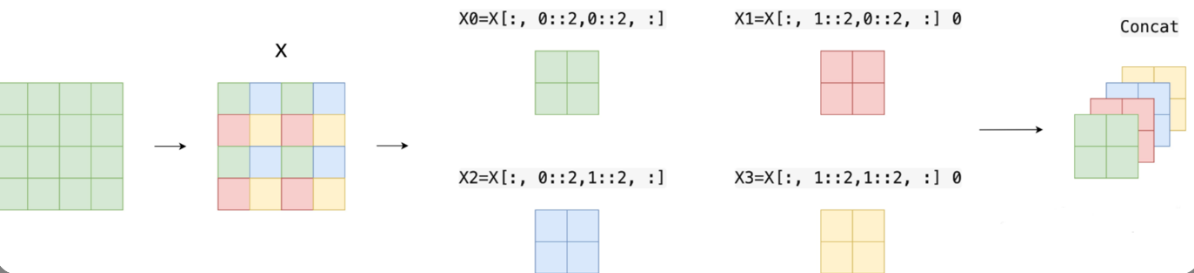 X0=X[:, 0::2,0::2, :]
X1=X[:, 1::2,0::2, :] 0
Concat
X
X2=X[:, 0::2,1::2, :]
X3=X[:, 1::2,1::2, :] 0